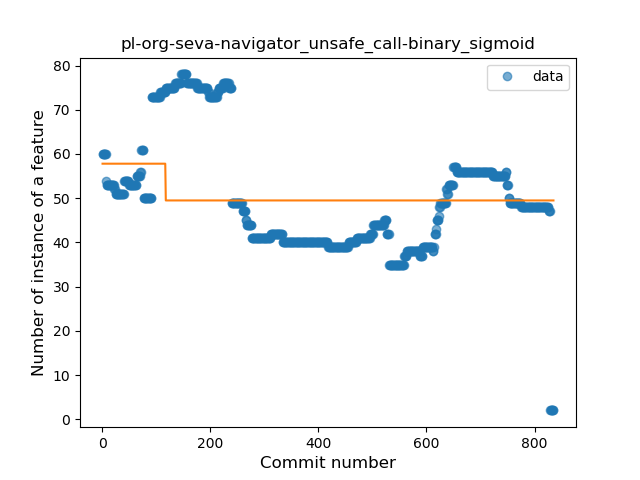 pl-org-seva-navigator_unsafe_call-binary_sigmoid
data
Number of instance of a feature
80
70
60
50
40
30
20
10
0
0 200 400 600 800
Commit number